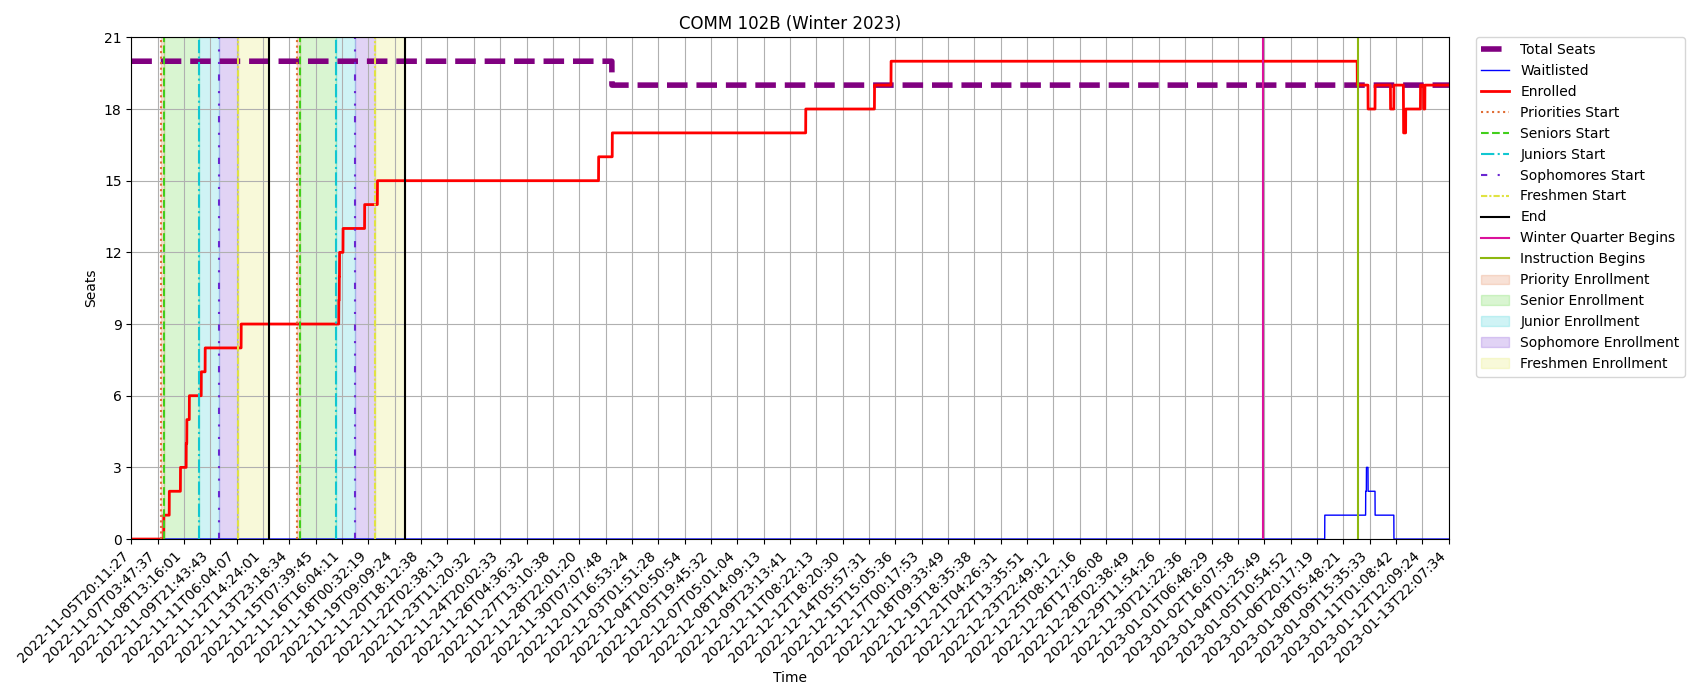 COMM 102B (Winter 2023)
Seats
21
18
15
12
9
6
3
0
2022-11-05T20:11:27
2022-11-07T03:47:37
2022-11-08T13:16:01
2022-11-09T21:43:43
2022-11-11T06:04:07
2022-11-12T14:24:01
2022-11-13T23:18:34
2022-11-15T07:39:45
2022-11-16T16:04:11
2022-11-18T00:32:19
2022-11-19T09:09:24
2022-11-20T18:12:38
2022-11-22T02:38:13
2022-11-23T11:20:32
2022-11-24T20:02:33
2022-11-26T04:36:32
2022-11-27T13:10:38
2022-11-28T22:01:20
2022-11-30T07:07:48
2022-12-01T16:53:24
2022-12-03T01:51:28
2022-12-04T10:50:54
2022-12-05T19:45:32
2022-12-07T05:01:04
2022-12-08T14:09:13
2022-12-09T23:13:41
2022-12-11T08:22:13
2022-12-12T18:20:30
2022-12-14T05:57:31
2022-12-15T15:05:36
2022-12-17T00:17:53
2022-12-18T09:33:49
2022-12-19T18:35:38
2022-12-21T04:26:31
2022-12-22T13:35:51
2022-12-23T22:49:12
2022-12-25T08:12:16
2022-12-26T17:26:08
2022-12-28T02:38:49
2022-12-29T11:54:26
2022-12-30T21:22:36
2023-01-01T06:48:29
2023-01-02T16:07:58
2023-01-04T01:25:49
2023-01-05T10:54:52
2023-01-06T20:17:19
2023-01-08T05:48:21
2023-01-09T15:35:33
2023-01-11T01:08:42
2023-01-12T12:09:24
2023-01-13T22:07:34
Time
Total Seats
Waitlisted
Enrolled
Priorities Start
Seniors Start
Juniors Start
Sophomores Start
Freshmen Start
End
Winter Quarter Begins
Instruction Begins
Priority Enrollment
Senior Enrollment
Junior Enrollment
Sophomore Enrollment
Freshmen Enrollment